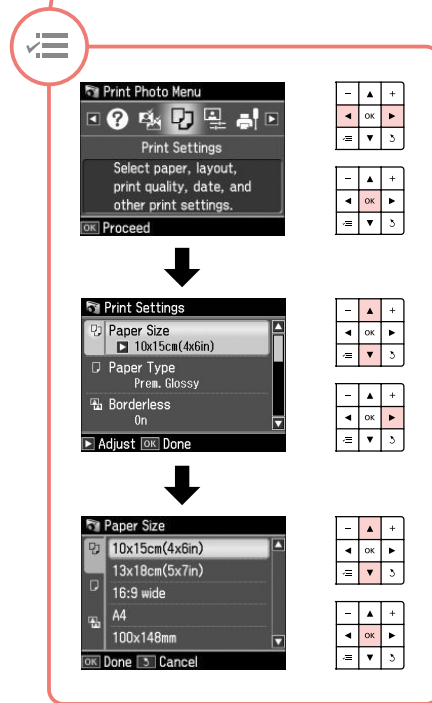 Print Photo Menu
Print Settings
Select paper, layout,
print quality, date, and
other print settings.
OK Proceed
- +
OK
- +
OK
Print Settings
Paper Size
10x15cm(4x6in)
Paper Type
Prem. Glossy
Borderless
On
Adjust OK Done
- +
OK
- +
OK
Paper Size
10x15cm(4x6in)
13x18cm(5x7in)
16:9 wide
A4
100x148mm
OK Done Cancel
- +
OK
- +
OK